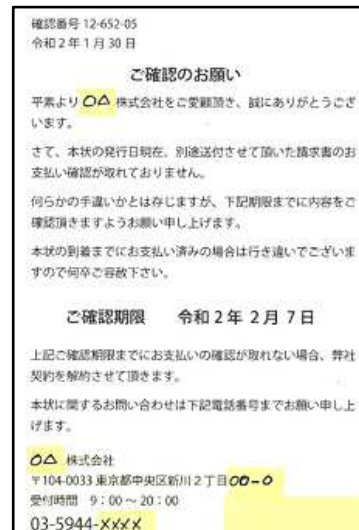 確認番号 12-652-05
令和2年1月30日
ご確認のお願い
平素より〇△株式会社をご愛顧頂き、誠にありがとうござ
います。
さて、本状の発行日現在、別途送付させて頂いた請求書のお
支払い確認が取れておりません。
何らかの手違いかとは存じますが、下記期限までに内容をご
確認頂きますようお願い申し上げます。
本状の到着までにお支払い済みの場合は行き違いでございま
すので何卒ご容赦下さい。
ご確認期限 令和2年2月7日
上記ご確認期限までにお支払いの確認が取れない場合、弊社
契約を解約させて頂きます。
本状に関するお問い合わせは下記電話番号までお願い申し上
げます。
〇△ 株式会社
〒104-0033 東京都中央区新川2丁目〇〇-〇
受付時間 9:00~20:00
03-5944-XXXX